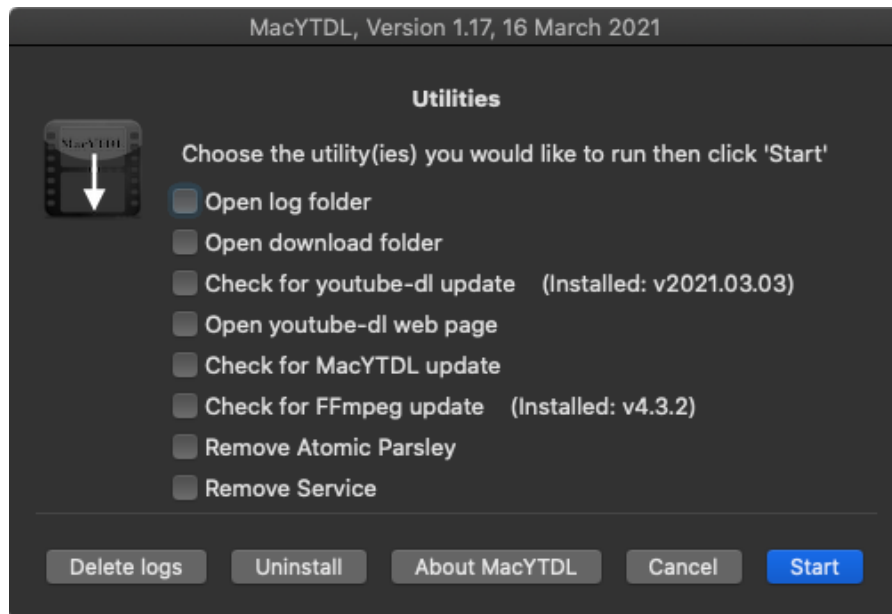 MacYTDL, Version 1.17, 16 March 2021
Utilities
MacYTDL
Choose the utility(ies) you would like to run then click 'Start'
Open log folder
Open download folder
Check for youtube-dl update (Installed: v2021.03.03)
Open youtube-dl web page
Check for MacYTDL update
Check for FFmpeg update (Installed: v4.3.2)
Remove Atomic Parsley
Remove Service
Delete logs Uninstall About MacYTDL Cancel Start